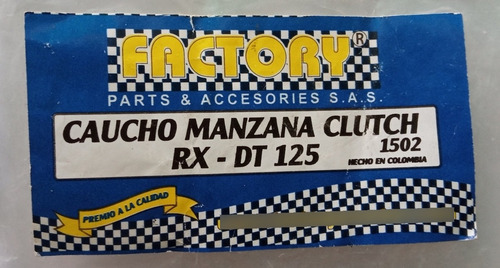 FACTORY®
PARTS & ACCESORIES S.A.S.
CAUCHO MANZANA CLUTCH
1502
RX - DT 125
HECHO EN COLOMBIA
PREMIO A LA CALIDAD